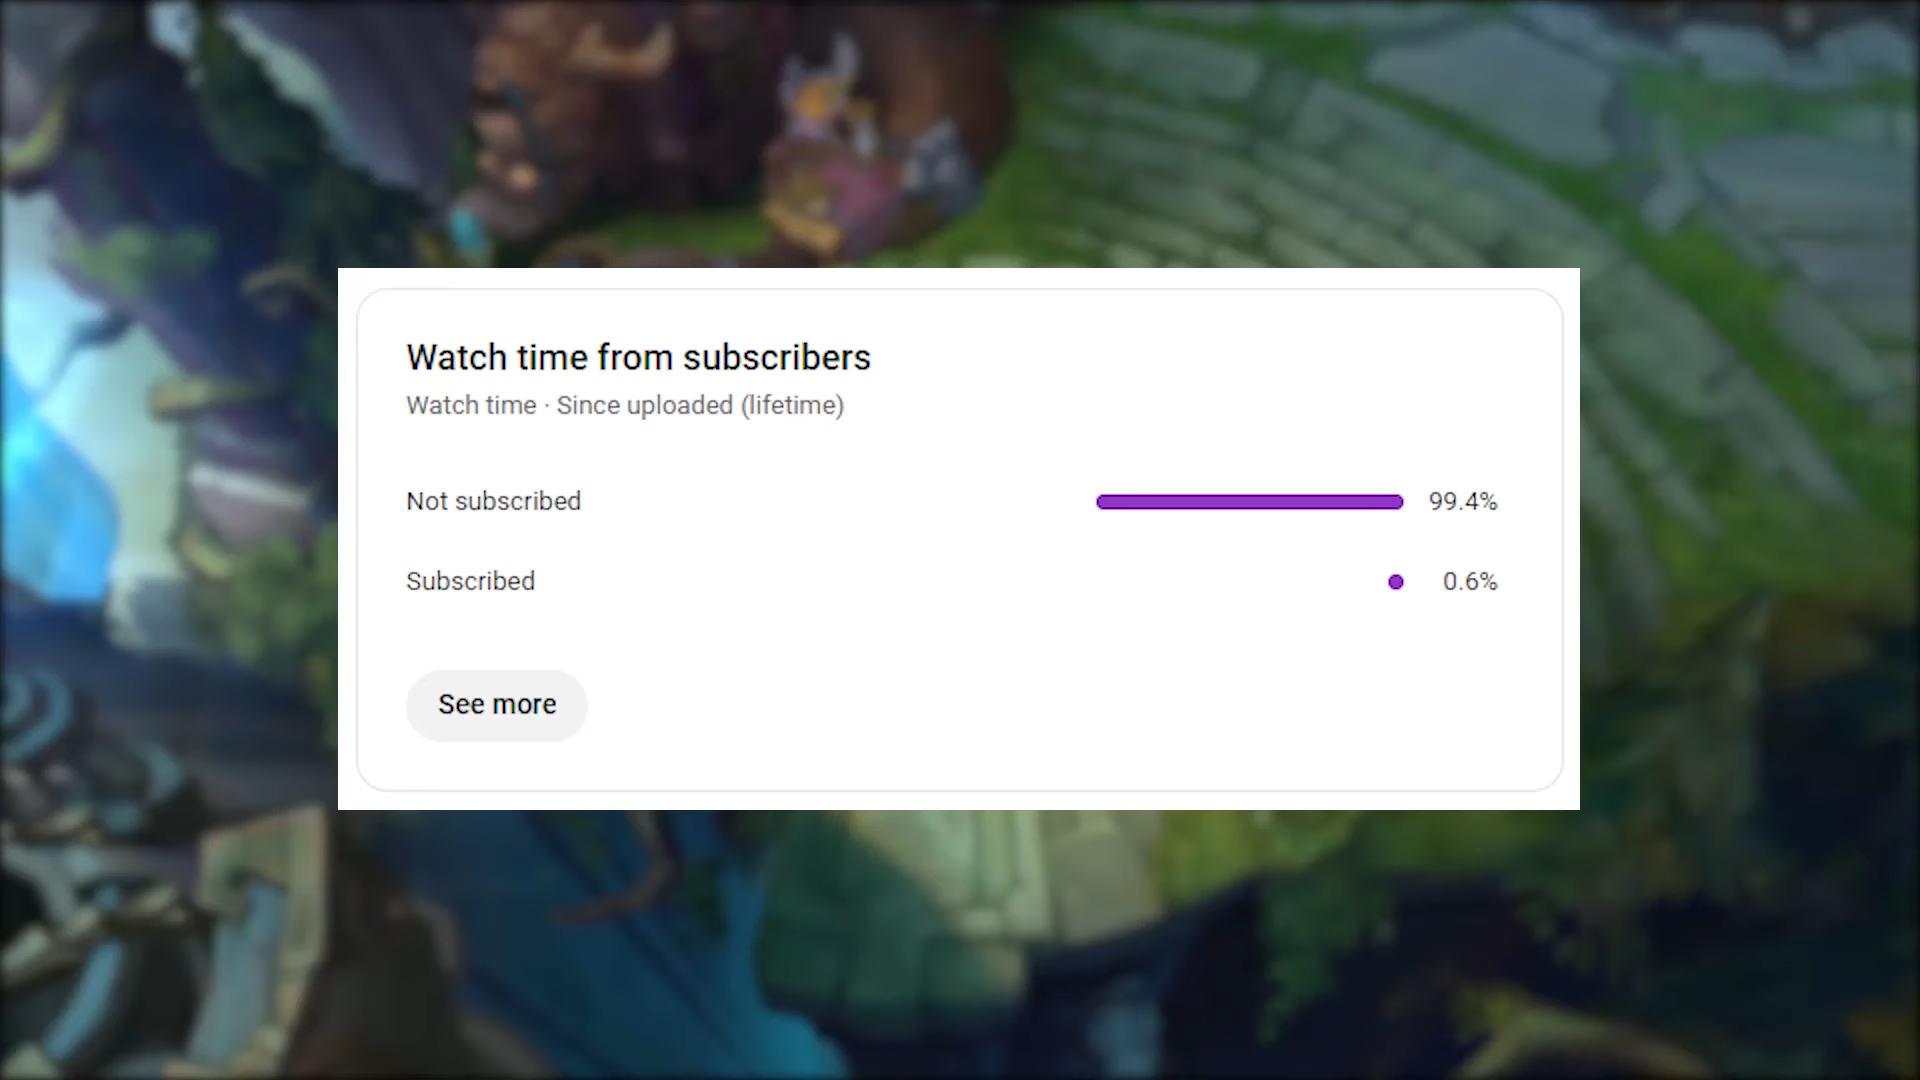 Watch time from subscribers
Watch time · Since uploaded (lifetime)
Not subscribed 99.4%
Subscribed 0.6%
See more